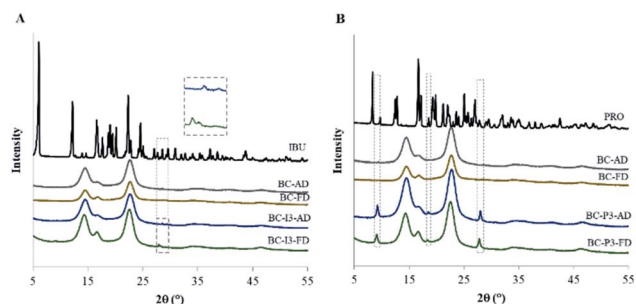 A
Intensity
IBU
BC-AD
BC-FD
BC-I3-AD
BC-I3-FD
5 15 25 35 45 55
2θ (°)
B
Intensity
PRO
BC-AD
BC-FD
BC-P3-AD
BC-P3-FD
5 15 25 35 45 55
2θ (°)